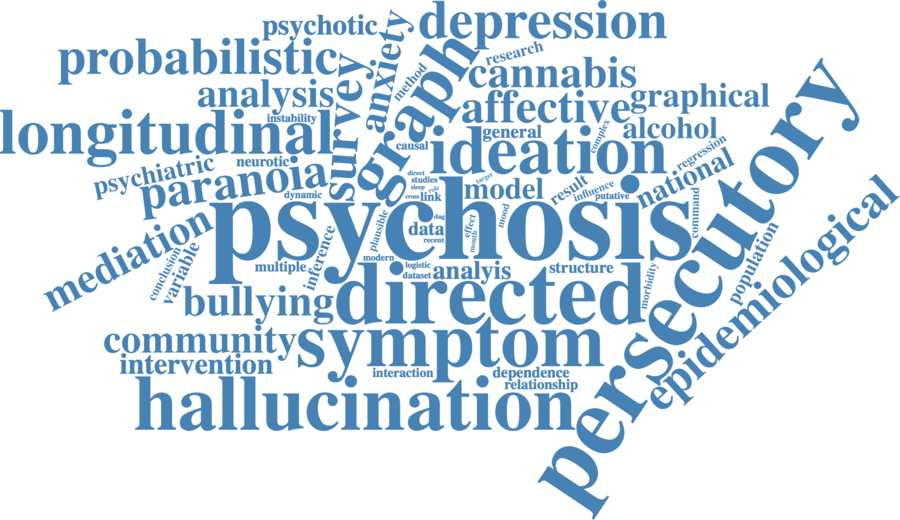 psychotic
depression
probabilistic
anxiety
graph
research
method
cannabis
analysis
survey
affective
graphical
instability
longitudinal
general
complex
alcohol
causal
ideation
regression
psychiatric
neurotic
paranoia
direct
studies
sleep
target
national
dynamic
cross
role
link
model
result
influence
putative
persecutory
psychosis
command
mediation
dag
data
recent
plausible
effect
month
mood
inference
variable
conclusion
multiple
modern
logistic
dataset
analyis
structure
morbidity
population
epidemiological
bullying
directed
community
symptom
intervention
interaction
dependence
relationship
hallucination